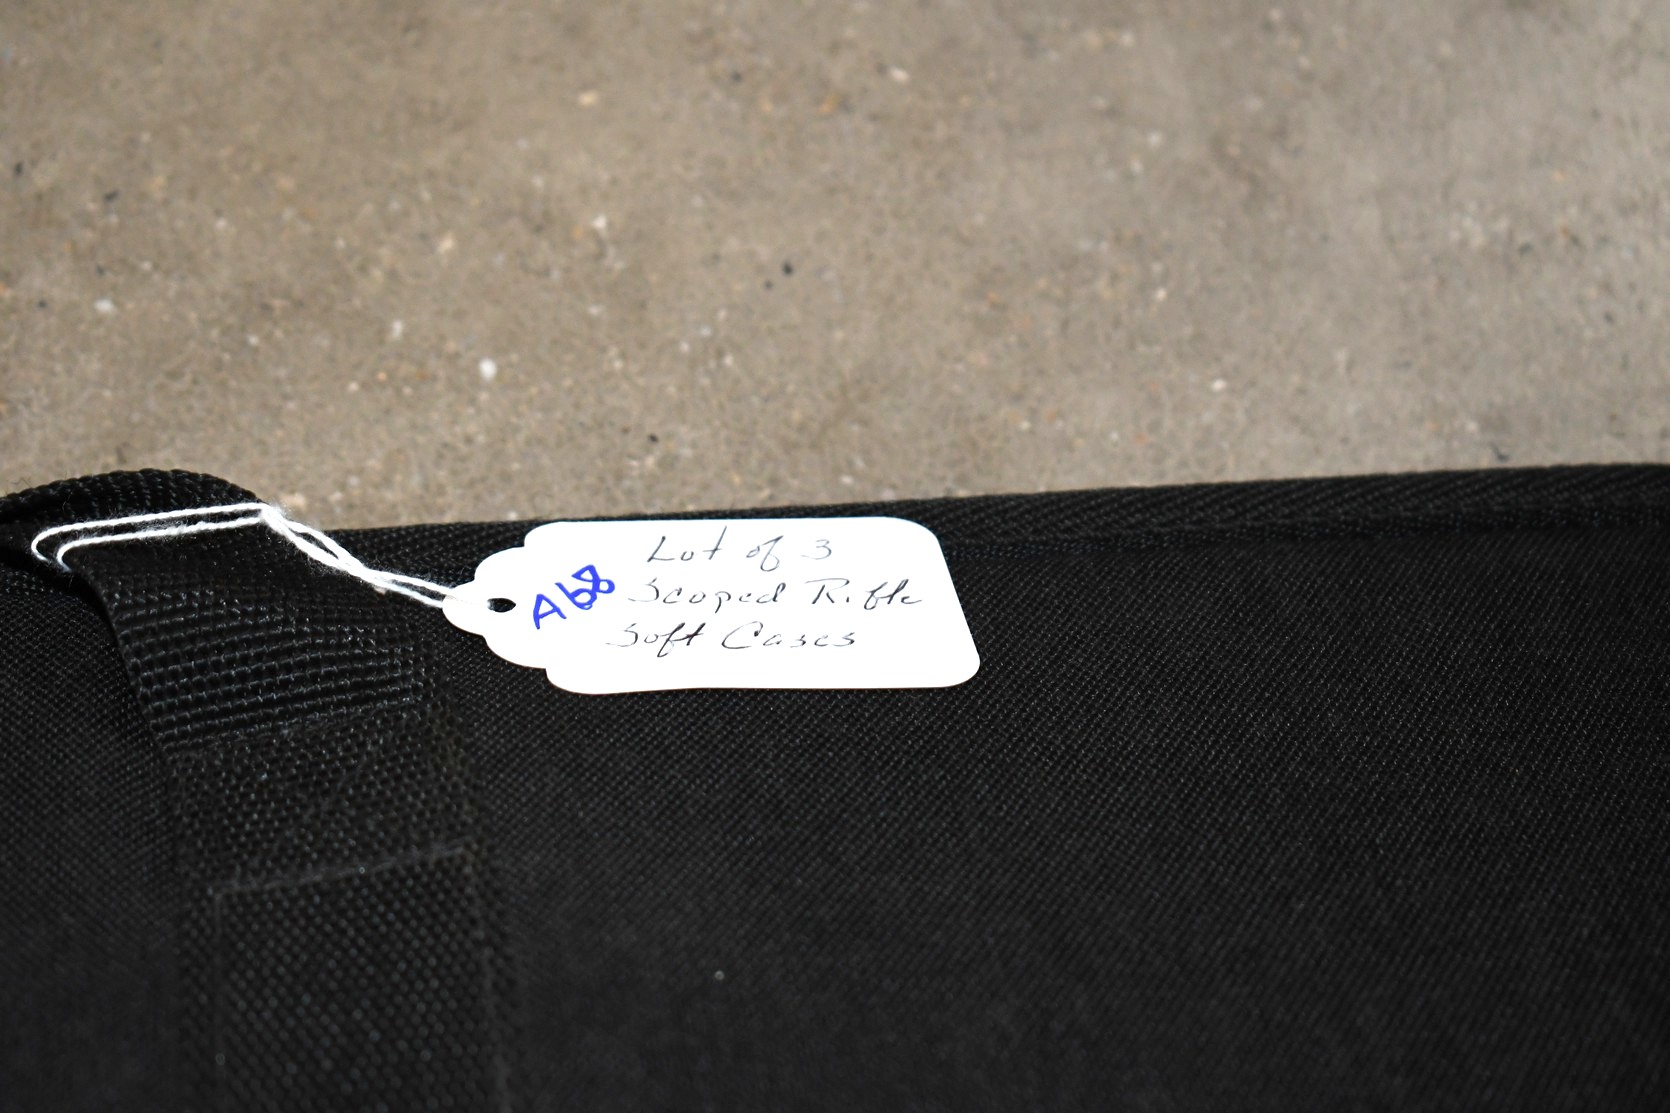 Lot of 3
A68 Scoped Rifle
Soft Cases